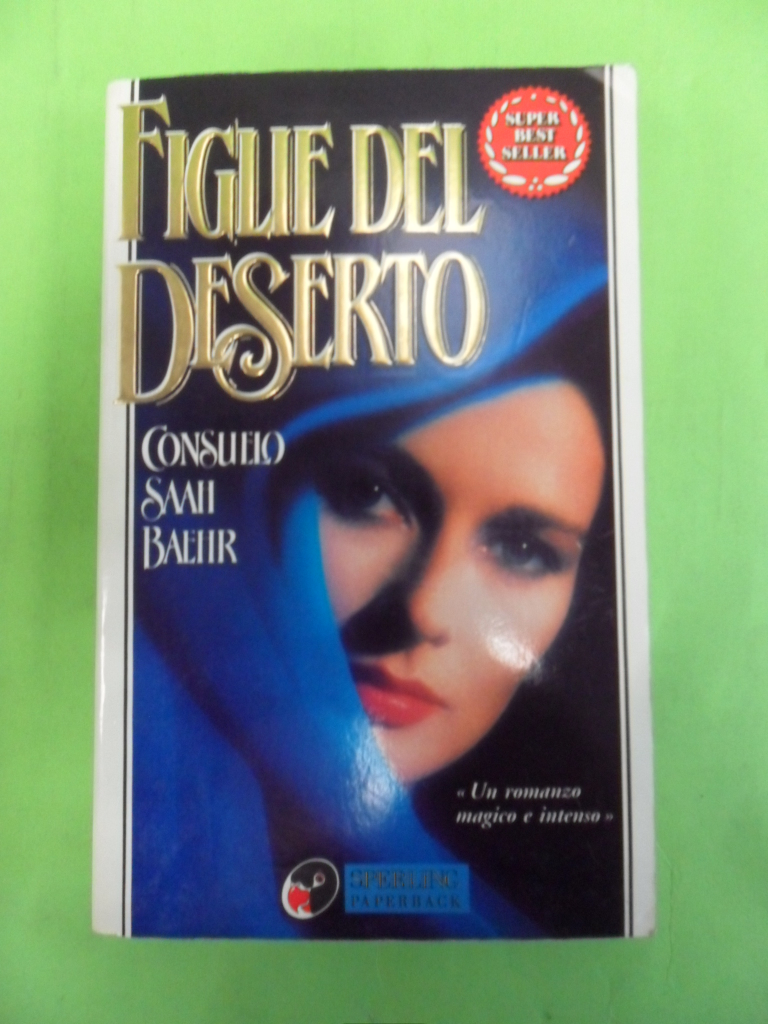 FIGLIE DEL
DESERTO
SUPER
BEST
SELLER
CONSUELO
SAAH
BAEHR
« Un romanzo
magico e intenso »
SPERLING
PAPERBACK